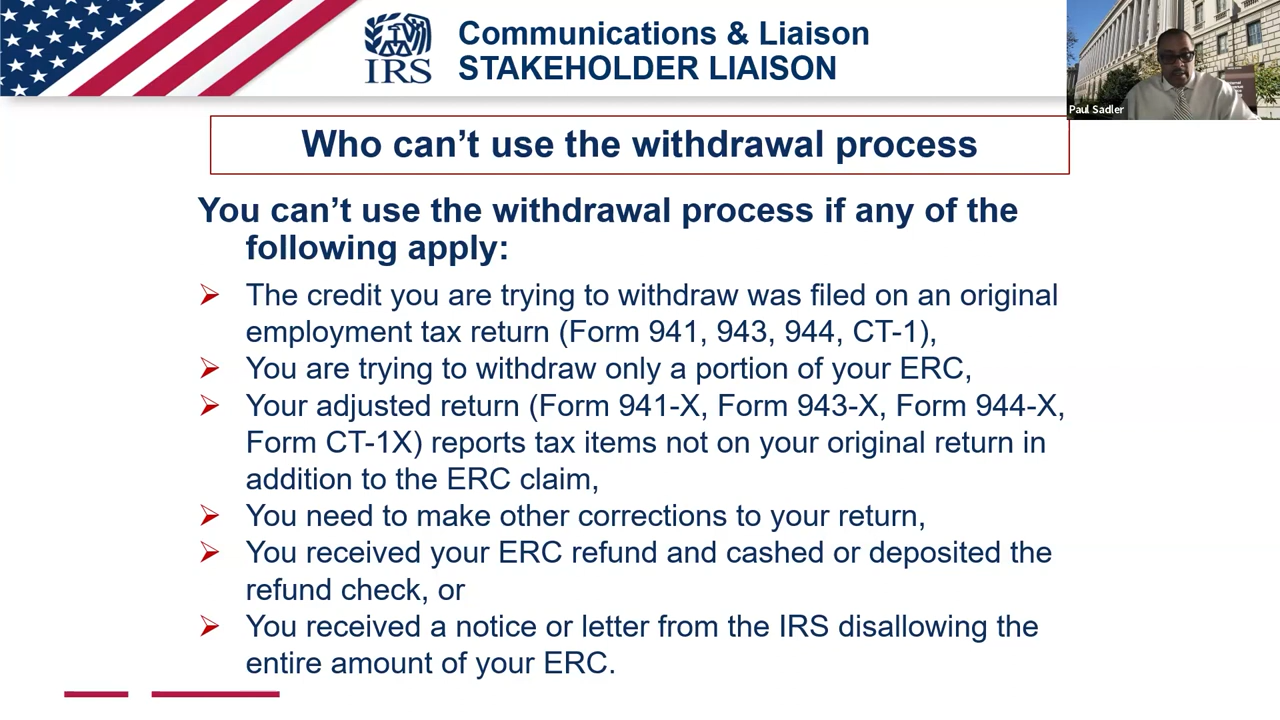 IRS
Communications & Liaison
STAKEHOLDER LIAISON
Paul Sadler
Who can't use the withdrawal process
You can't use the withdrawal process if any of the
following apply:
The credit you are trying to withdraw was filed on an original
employment tax return (Form 941, 943, 944, CT-1),
You are trying to withdraw only a portion of your ERC,
Your adjusted return (Form 941-X, Form 943-X, Form 944-X,
Form CT-1X) reports tax items not on your original return in
addition to the ERC claim,
You need to make other corrections to your return,
You received your ERC refund and cashed or deposited the
refund check, or
You received a notice or letter from the IRS disallowing the
entire amount of your ERC.